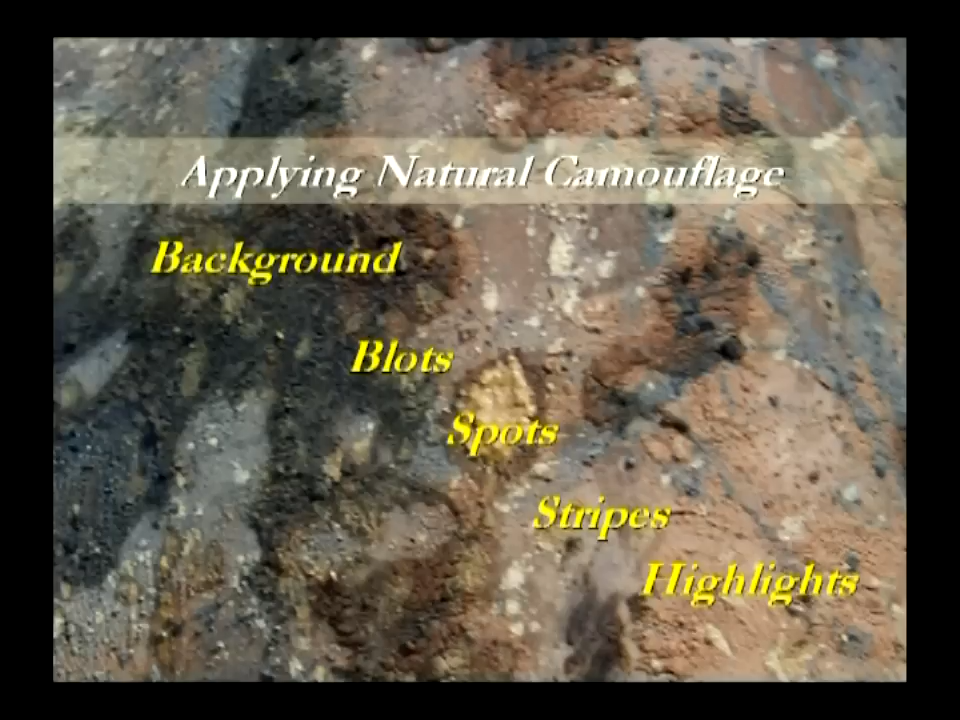 Applying Natural Camouflage
Background
Blots
Spots
Stripes
Highlights